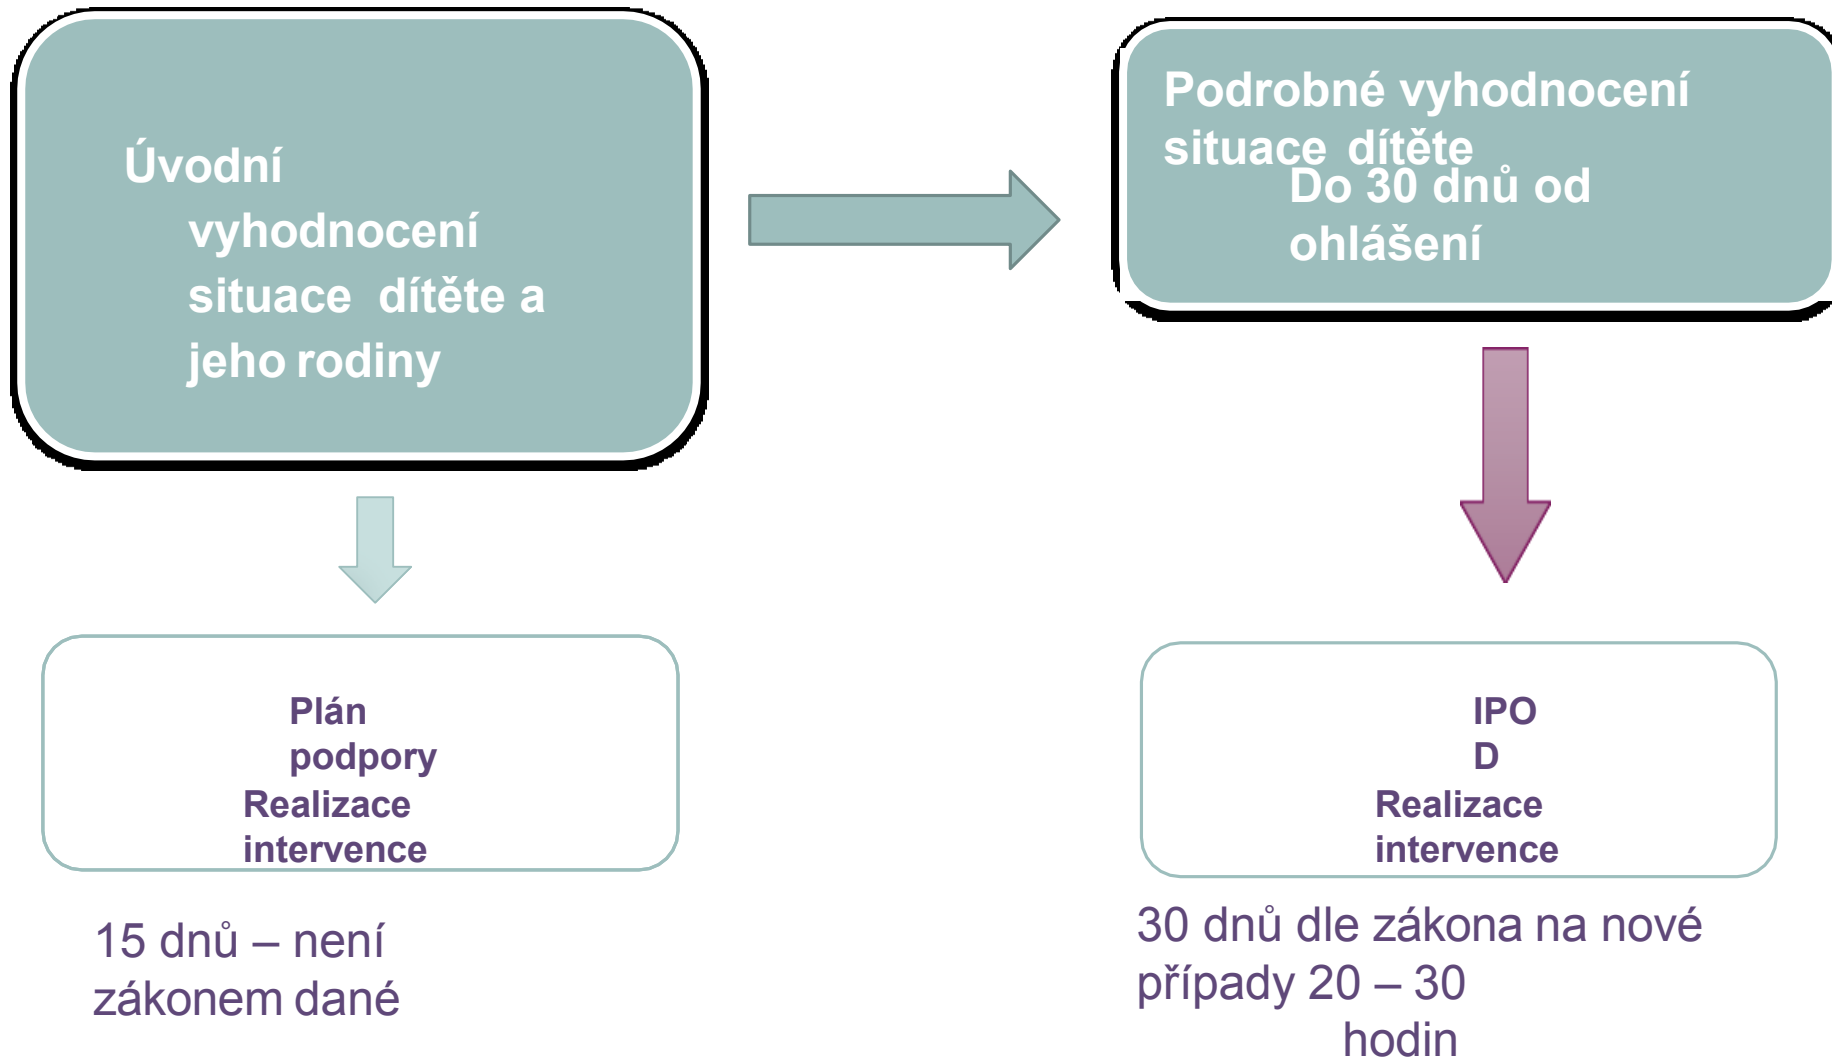 Úvodní
vyhodnocení
situace dítěte a
jeho rodiny
Podrobné vyhodnocení
situace dítěte
Do 30 dnů od
ohlášení
Plán
podpory
Realizace
intervence
IPO
D
Realizace
intervence
15 dnů – není
zákonem dané
30 dnů dle zákona na nové
případy 20 – 30
hodin